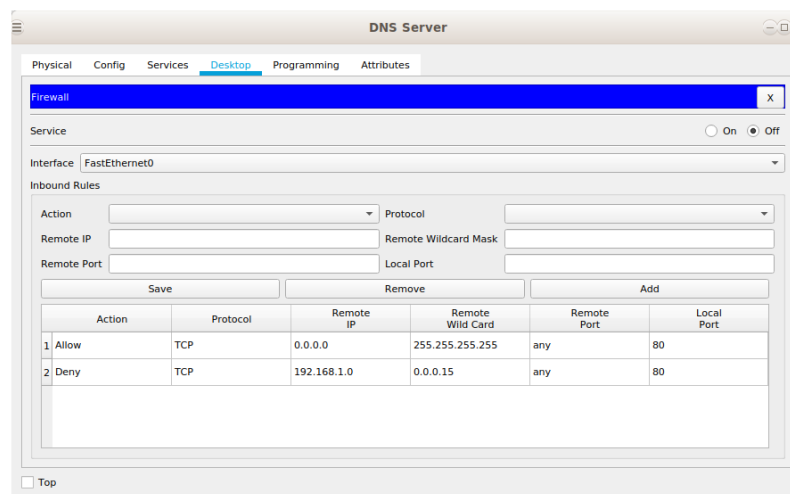 DNS Server
Physical Config Services Desktop Programming Attributes
Firewall X
Service On Off
Interface FastEthernet0
Inbound Rules
Action Protocol
Remote IP Remote Wildcard Mask
Remote Port Local Port
Save Remove Add
Action Protocol Remote IP Remote Wild Card Remote Port Local Port
1 Allow TCP 0.0.0.0 255.255.255.255 any 80
2 Deny TCP 192.168.1.0 0.0.0.15 any 80
Top